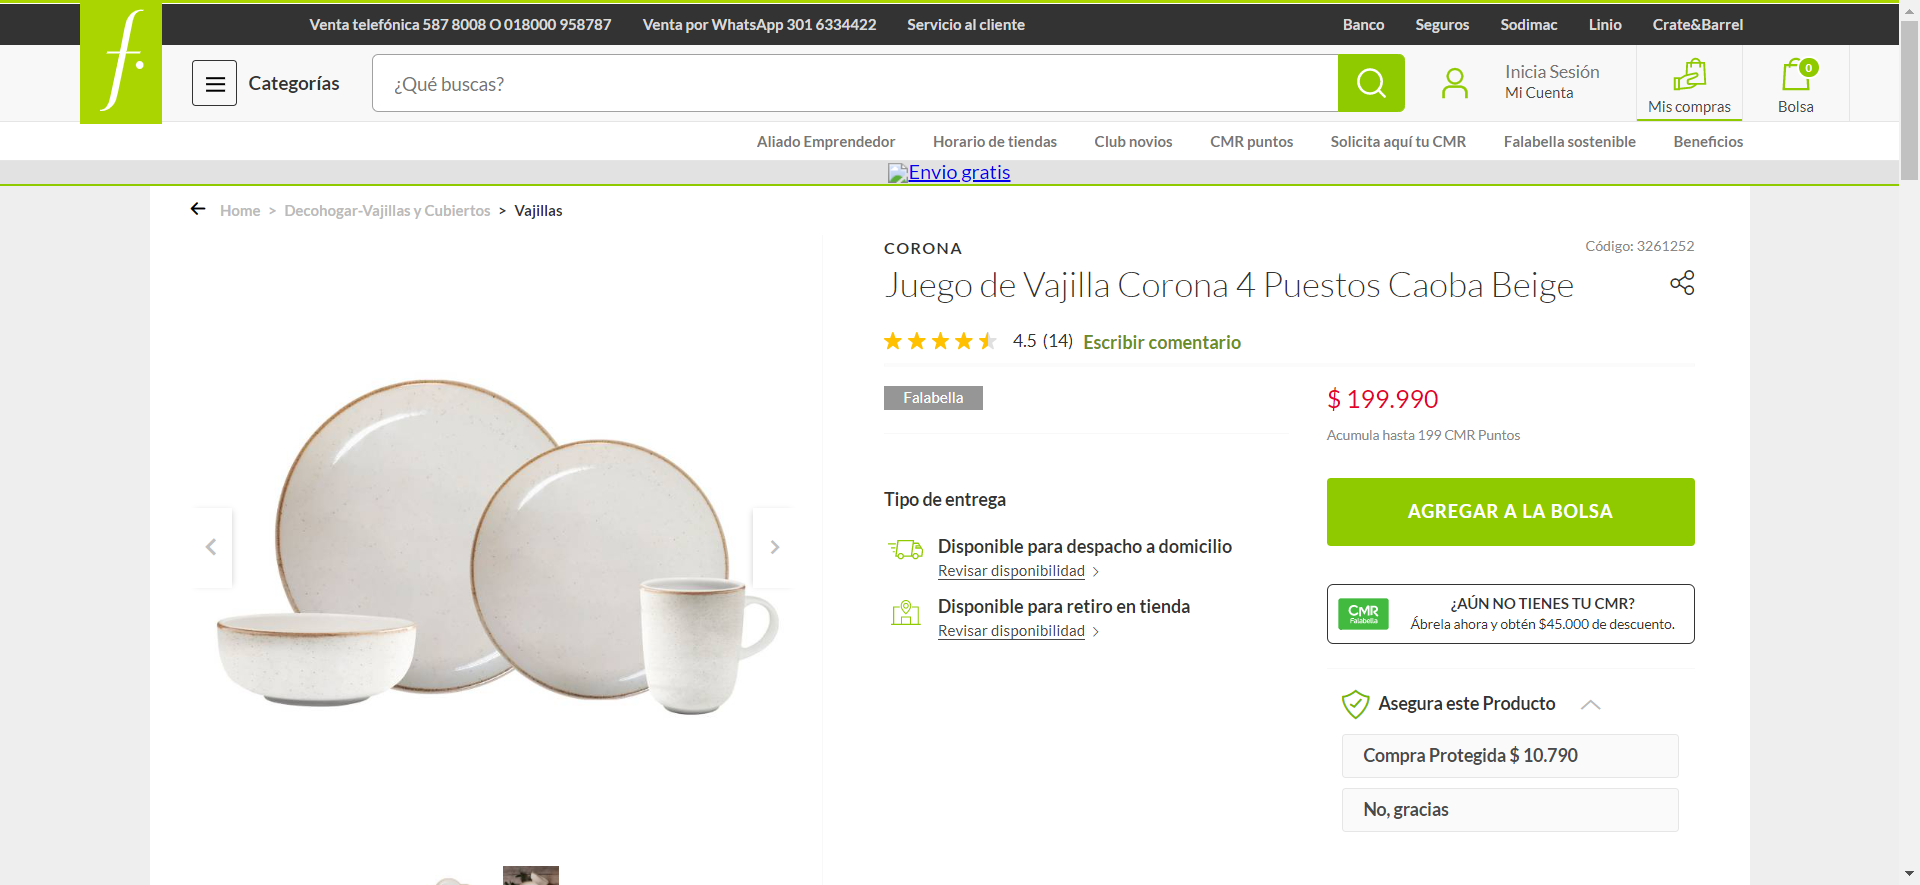 Venta telefónica 587 8008 O 018000 958787 Venta por WhatsApp 301 6334422 Servicio al cliente Banco Seguros Sodimac Linio Crate&Barrel
f.
Categorías
¿Qué buscas?
Inicia Sesión
Mi Cuenta
Mis compras
0
Bolsa
Aliado Emprendedor Horario de tiendas Club novios CMR puntos Solicita aquí tu CMR Falabella sostenible Beneficios
Envio gratis
Home > Decohogar-Vajillas y Cubiertos > Vajillas
CORONA
Código: 3261252
Juego de Vajilla Corona 4 Puestos Caoba Beige
4.5 (14) Escribir comentario
Falabella
$ 199.990
Acumula hasta 199 CMR Puntos
Tipo de entrega
Disponible para despacho a domicilio
Revisar disponibilidad >
Disponible para retiro en tienda
Revisar disponibilidad >
AGREGAR A LA BOLSA
CMR
Falabella
¿AÚN NO TIENES TU CMR?
Ábrela ahora y obtén $45.000 de descuento.
Asegura este Producto
Compra Protegida $ 10.790
No, gracias